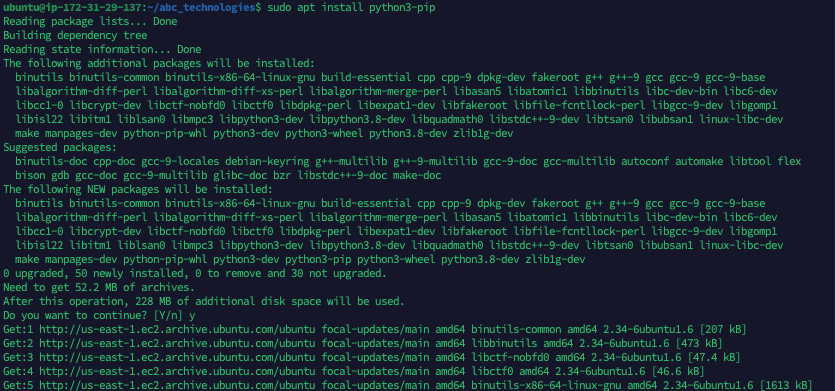 ubuntu@ip-172-31-29-137:~/abc_technologies$ sudo apt install python3-pip
Reading package lists... Done
Building dependency tree
Reading state information... Done
The following additional packages will be installed:
  binutils binutils-common binutils-x86-64-linux-gnu build-essential cpp cpp-9 dpkg-dev fakeroot g++ g++-9 gcc gcc-9 gcc-9-base
  libalgorithm-diff-perl libalgorithm-diff-xs-perl libalgorithm-merge-perl libasan5 libatomic1 libbinutils libc-dev-bin libc6-dev
  libcc1-0 libcrypt-dev libctf-nobfd0 libctf0 libdpkg-perl libexpat1-dev libfakeroot libfile-fcntllock-perl libgcc-9-dev libgomp1
  libisl22 libitm1 liblsan0 libmpc3 libpython3-dev libpython3.8-dev libquadmath0 libstdc++-9-dev libtsan0 libubsan1 linux-libc-dev
  make manpages-dev python-pip-whl python3-dev python3-wheel python3.8-dev zlib1g-dev
Suggested packages:
  binutils-doc cpp-doc gcc-9-locales debian-keyring g++-multilib g++-9-multilib gcc-9-doc gcc-multilib autoconf automake libtool flex
  bison gdb gcc-doc gcc-9-multilib glibc-doc bzr libstdc++-9-doc make-doc
The following NEW packages will be installed:
  binutils binutils-common binutils-x86-64-linux-gnu build-essential cpp cpp-9 dpkg-dev fakeroot g++ g++-9 gcc gcc-9 gcc-9-base
  libalgorithm-diff-perl libalgorithm-diff-xs-perl libalgorithm-merge-perl libasan5 libatomic1 libbinutils libc-dev-bin libc6-dev
  libcc1-0 libcrypt-dev libctf-nobfd0 libctf0 libdpkg-perl libexpat1-dev libfakeroot libfile-fcntllock-perl libgcc-9-dev libgomp1
  libisl22 libitm1 liblsan0 libmpc3 libpython3-dev libpython3.8-dev libquadmath0 libstdc++-9-dev libtsan0 libubsan1 linux-libc-dev
  make manpages-dev python-pip-whl python3-dev python3-pip python3-wheel python3.8-dev zlib1g-dev
0 upgraded, 50 newly installed, 0 to remove and 30 not upgraded.
Need to get 52.2 MB of archives.
After this operation, 228 MB of additional disk space will be used.
Do you want to continue? [Y/n] y
Get:1 http://us-east-1.ec2.archive.ubuntu.com/ubuntu focal-updates/main amd64 binutils-common amd64 2.34-6ubuntu1.6 [207 kB]
Get:2 http://us-east-1.ec2.archive.ubuntu.com/ubuntu focal-updates/main amd64 libbinutils amd64 2.34-6ubuntu1.6 [473 kB]
Get:3 http://us-east-1.ec2.archive.ubuntu.com/ubuntu focal-updates/main amd64 libctf-nobfd0 amd64 2.34-6ubuntu1.6 [47.4 kB]
Get:4 http://us-east-1.ec2.archive.ubuntu.com/ubuntu focal-updates/main amd64 libctf0 amd64 2.34-6ubuntu1.6 [46.6 kB]
Get:5 http://us-east-1.ec2.archive.ubuntu.com/ubuntu focal-updates/main amd64 binutils-x86-64-linux-gnu amd64 2.34-6ubuntu1.6 [1613 kB]